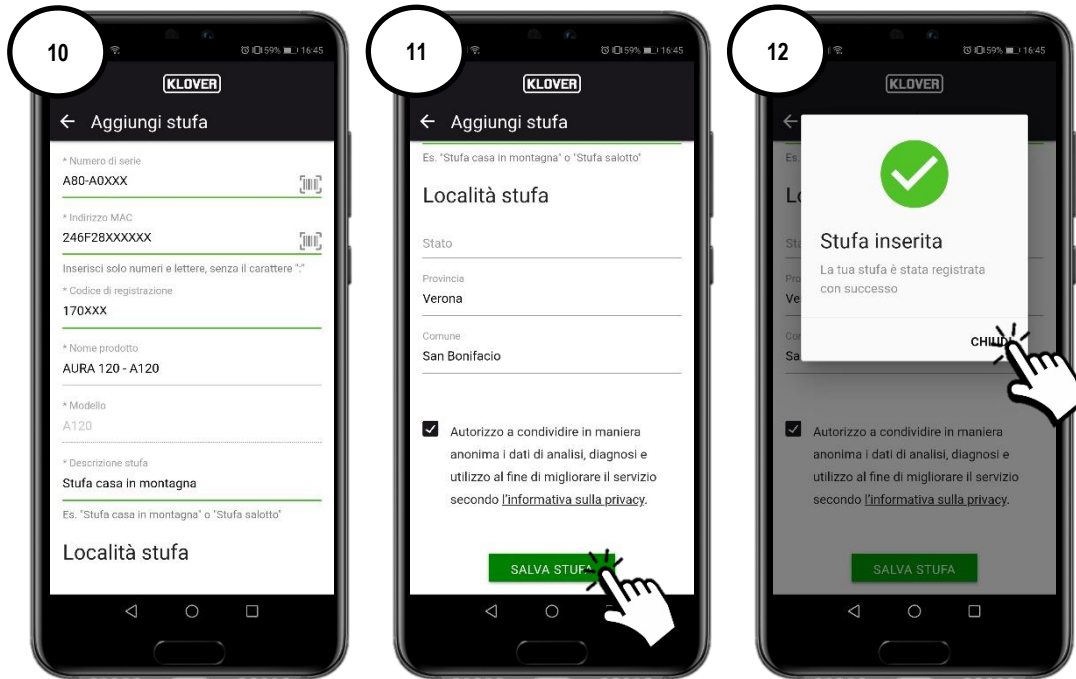 10
59% 16:45
KLOVER
Aggiungi stufa
* Numero di serie
A80-A0XXX
* Indirizzo MAC
246F28XXXXXX
Inserisci solo numeri e lettere, senza il carattere ":"
* Codice di registrazione
170XXX
* Nome prodotto
AURA 120 - A120
* Modello
A120
* Descrizione stufa
Stufa casa in montagna
Es. "Stufa casa in montagna" o "Stufa salotto"
Località stufa
11
59% 16:45
KLOVER
Aggiungi stufa
Es. "Stufa casa in montagna" o "Stufa salotto"
Località stufa
Stato
Provincia
Verona
Comune
San Bonifacio
Autorizzo a condividere in maniera
anonima i dati di analisi, diagnosi e
utilizzo al fine di migliorare il servizio
secondo l'informativa sulla privacy.
SALVA STUFA
12
59% 16:45
KLOVER
Es.
Stufa inserita
La tua stufa è stata registrata
con successo
CHIUDI
Autorizzo a condividere in maniera
anonima i dati di analisi, diagnosi e
utilizzo al fine di migliorare il servizio
secondo l'informativa sulla privacy.
SALVA STUFA